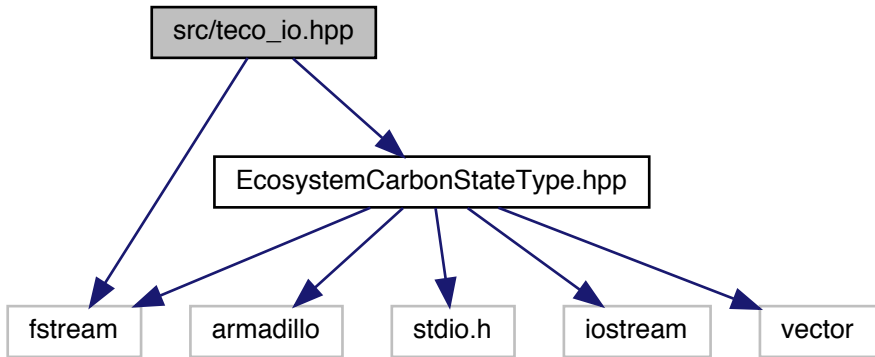 src/teco_io.hpp
EcosystemCarbonStateType.hpp
fstream
armadillo
stdio.h
iostream
vector